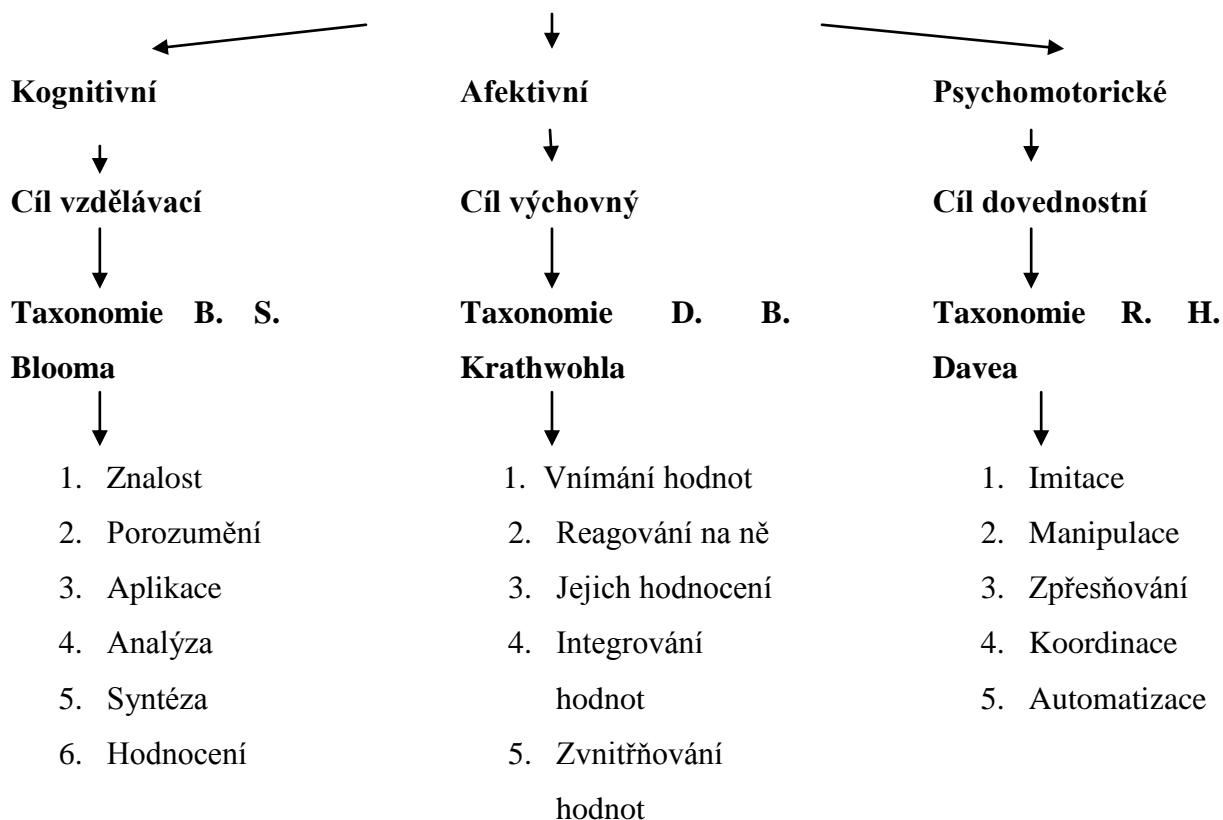 Kognitivní
Cíl vzdělávací
Taxonomie B. S.
Blooma
1. Znalost
2. Porozumění
3. Aplikace
4. Analýza
5. Syntéza
6. Hodnocení
Afektivní
Cíl výchovný
Taxonomie D. B.
Krathwohla
1. Vnímání hodnot
2. Reagování na ně
3. Jejich hodnocení
4. Integrování
hodnot
5. Zvnitřňování
hodnot
Psychomotorické
Cíl dovednostní
Taxonomie R. H.
Davea
1. Imitace
2. Manipulace
3. Zpřesňování
4. Koordinace
5. Automatizace